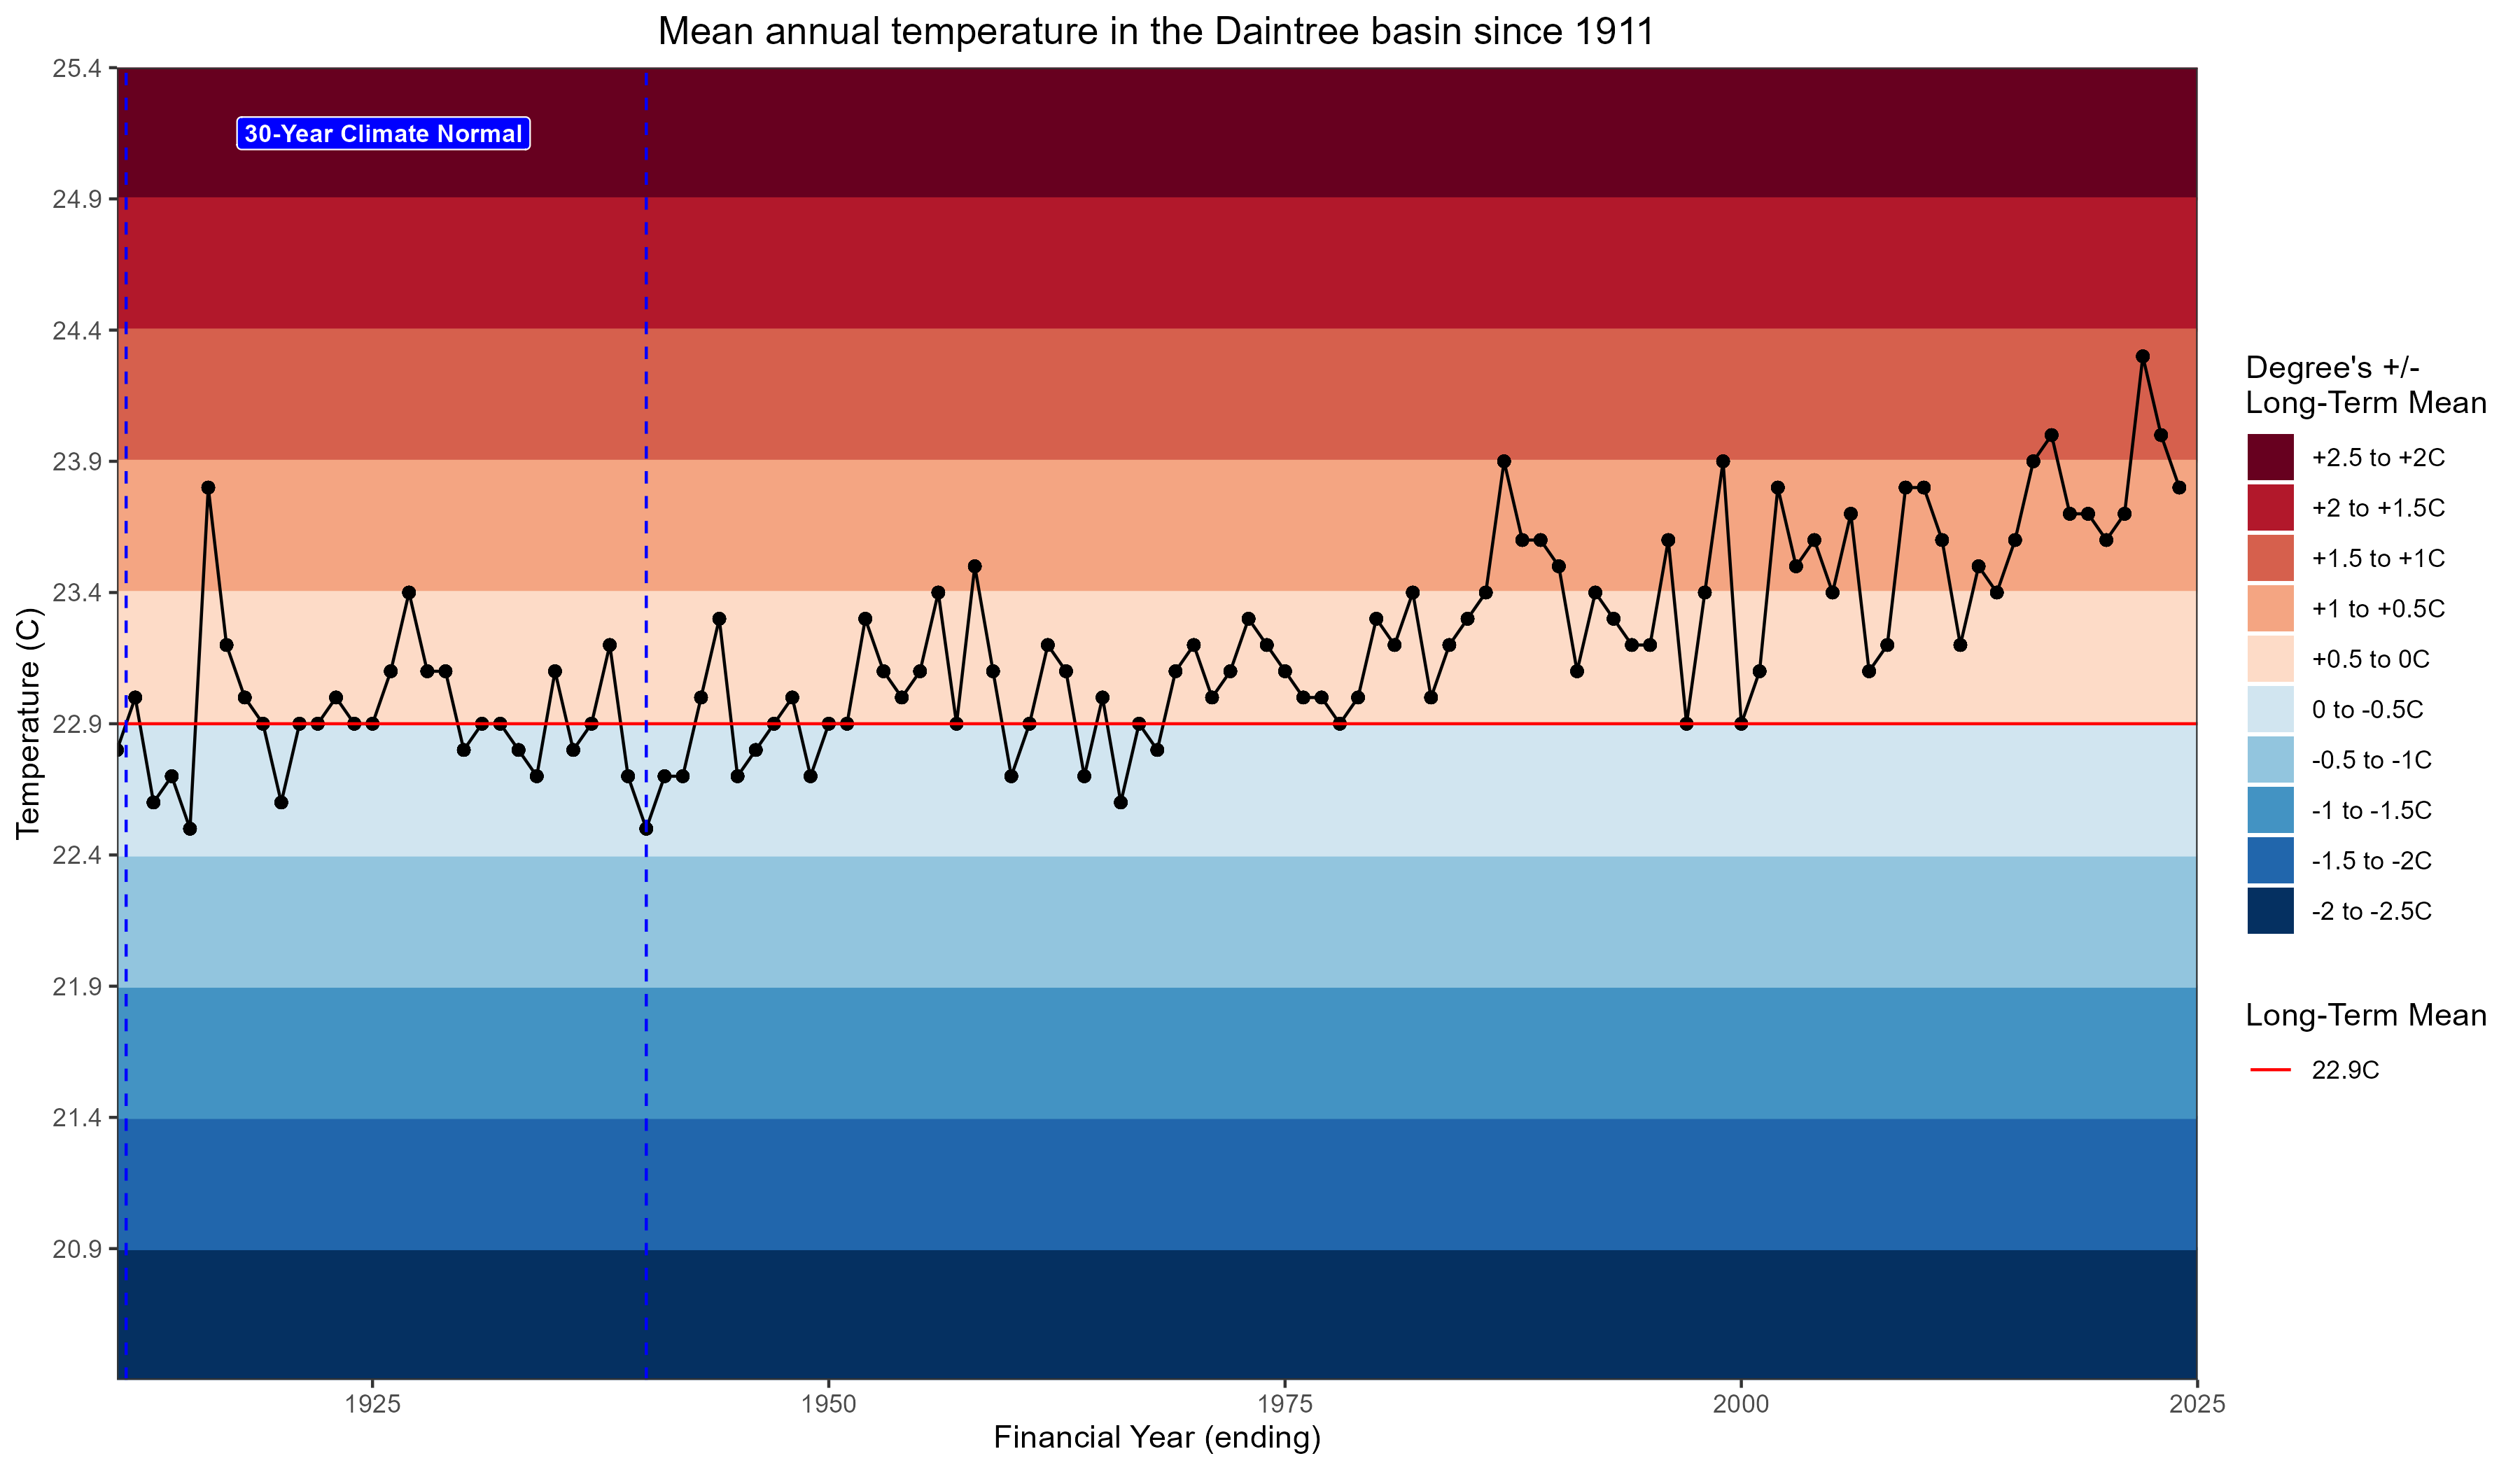 Mean annual temperature in the Daintree basin since 1911
25.4
30-Year Climate Normal
24.9
24.4
23.9
23.4
22.9
22.4
21.9
21.4
20.9
Temperature (C)
1925
1950
1975
2000
2025
Financial Year (ending)
Degree's +/-
Long-Term Mean
+2.5 to +2C
+2 to +1.5C
+1.5 to +1C
+1 to +0.5C
+0.5 to 0C
0 to -0.5C
-0.5 to -1C
-1 to -1.5C
-1.5 to -2C
-2 to -2.5C
Long-Term Mean
22.9C